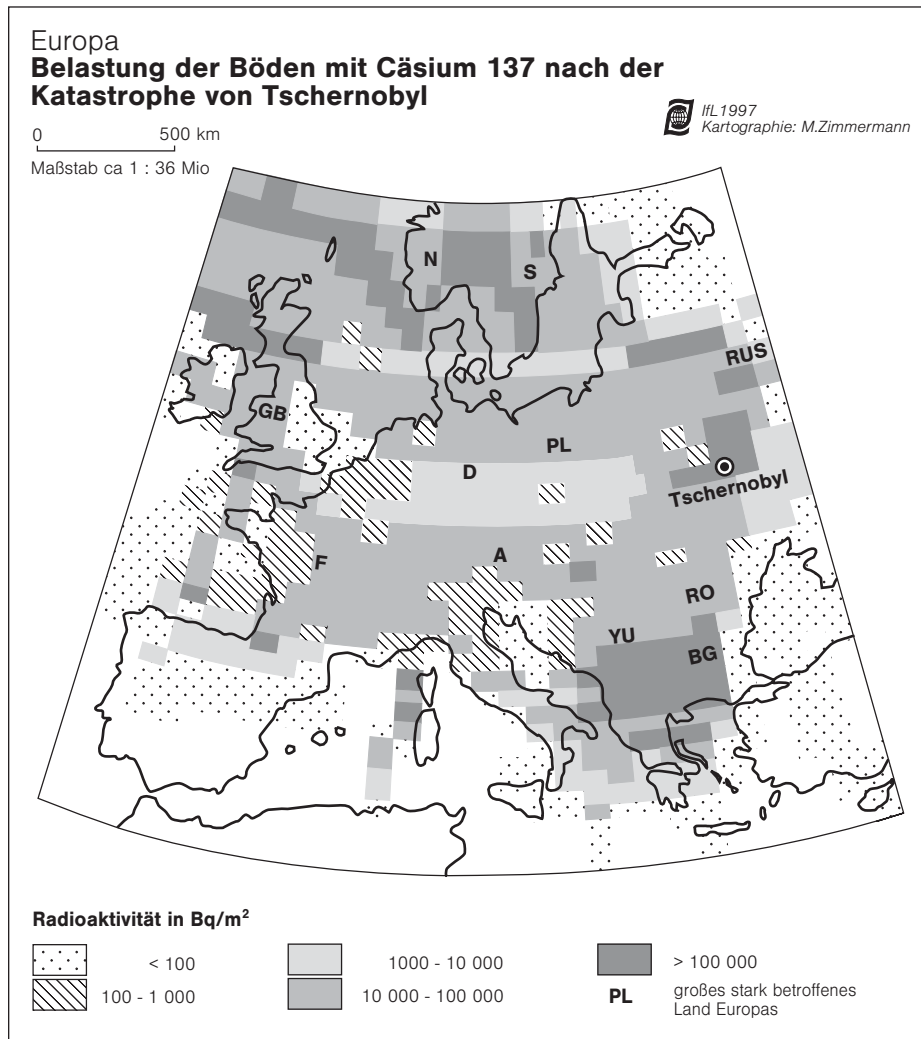 Europa
Belastung der Böden mit Cäsium 137 nach der
Katastrophe von Tschernobyl
IfL1997
Kartographie: M.Zimmermann
0 500 km
Maßstab ca 1 : 36 Mio
N
S
RUS
GB
PL
D
Tschernobyl
F
A
RO
YU
BG
Radioaktivität in Bq/m²
< 100
100 - 1 000
1000 - 10 000
10 000 - 100 000
> 100 000
PL großes stark betroffenes
Land Europas